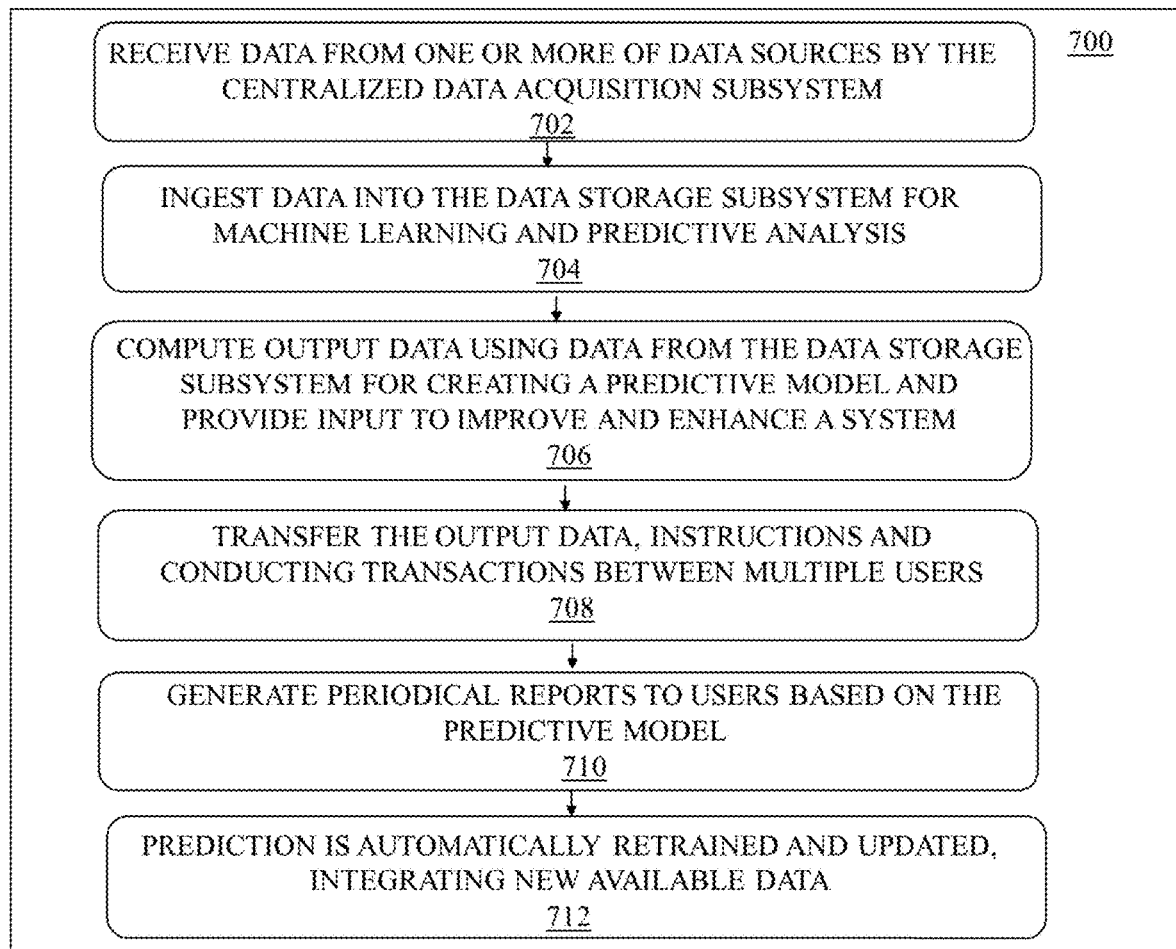 700
RECEIVE DATA FROM ONE OR MORE OF DATA SOURCES BY THE
CENTRALIZED DATA ACQUISITION SUBSYSTEM
702
INGEST DATA INTO THE DATA STORAGE SUBSYSTEM FOR
MACHINE LEARNING AND PREDICTIVE ANALYSIS
704
COMPUTE OUTPUT DATA USING DATA FROM THE DATA STORAGE
SUBSYSTEM FOR CREATING A PREDICTIVE MODEL AND
PROVIDE INPUT TO IMPROVE AND ENHANCE A SYSTEM
706
TRANSFER THE OUTPUT DATA, INSTRUCTIONS AND
CONDUCTING TRANSACTIONS BETWEEN MULTIPLE USERS
708
GENERATE PERIODICAL REPORTS TO USERS BASED ON THE
PREDICTIVE MODEL
710
PREDICTION IS AUTOMATICALLY RETRAINED AND UPDATED,
INTEGRATING NEW AVAILABLE DATA
712